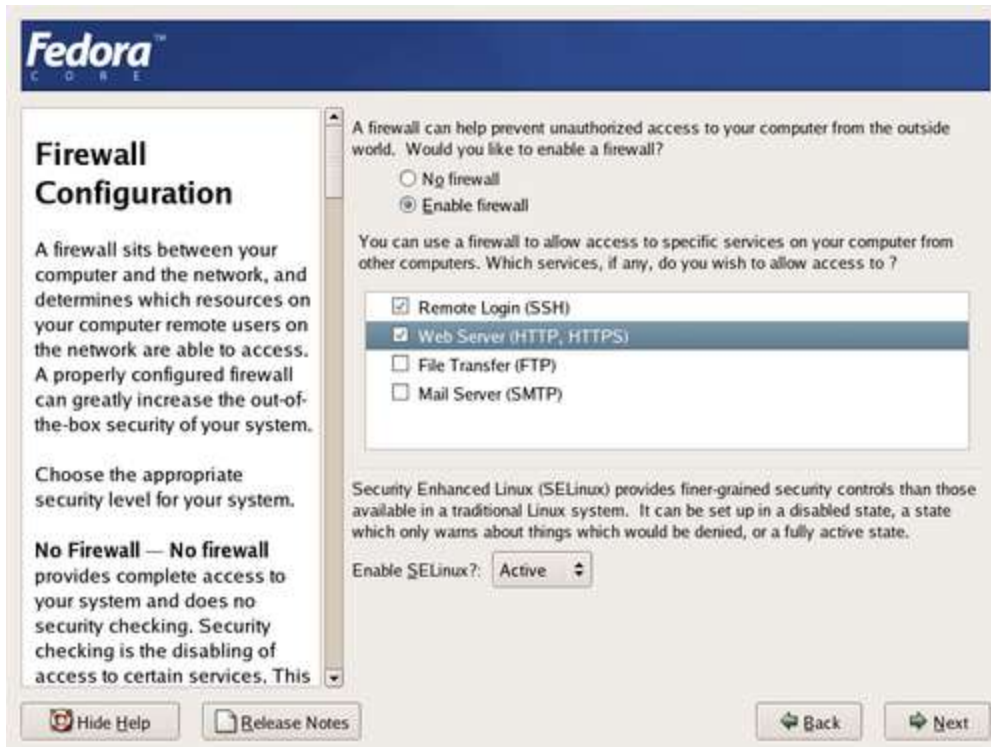 Fedora™
CORE
Firewall
Configuration
A firewall sits between your
computer and the network, and
determines which resources on
your computer remote users on
the network are able to access.
A properly configured firewall
can greatly increase the out-of-
the-box security of your system.
Choose the appropriate
security level for your system.
No Firewall — No firewall
provides complete access to
your system and does no
security checking. Security
checking is the disabling of
access to certain services. This
A firewall can help prevent unauthorized access to your computer from the outside
world. Would you like to enable a firewall?
No firewall
Enable firewall
You can use a firewall to allow access to specific services on your computer from
other computers. Which services, if any, do you wish to allow access to ?
Remote Login (SSH)
Web Server (HTTP, HTTPS)
File Transfer (FTP)
Mail Server (SMTP)
Security Enhanced Linux (SELinux) provides finer-grained security controls than those
available in a traditional Linux system. It can be set up in a disabled state, a state
which only warns about things which would be denied, or a fully active state.
Enable SELinux?: Active
Hide Help
Release Notes
Back
Next